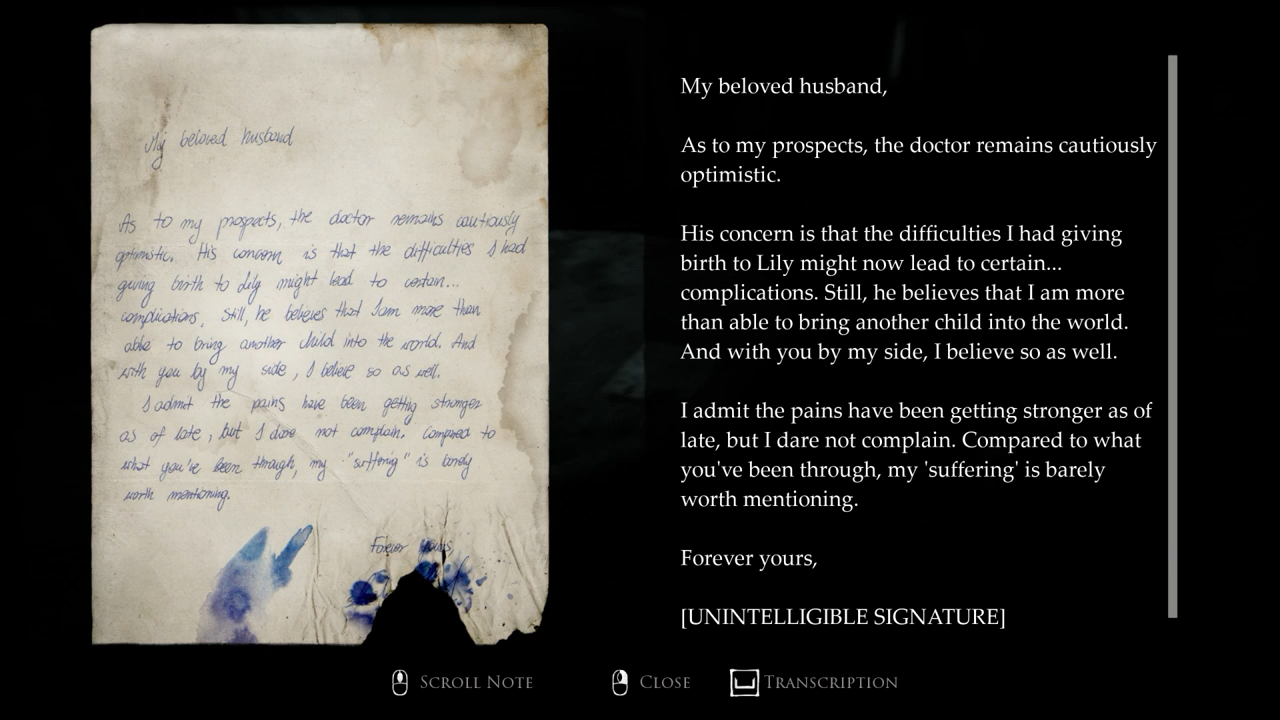 My beloved husband
As to my prospects, the doctor remains cautiously
optimistic. His concern is that the difficulties I had
giving birth to Lily might lead to certain...
complications. Still, he believes that I am more than
able to bring another child into the world. And
with you by my side, I believe so as well.
I admit the pains have been getting stronger
as of late, but I dare not complain. Compared to
what you've been through, my "suffering" is barely
worth mentioning.
Forever yours,
My beloved husband,
As to my prospects, the doctor remains cautiously
optimistic.
His concern is that the difficulties I had giving
birth to Lily might now lead to certain...
complications. Still, he believes that I am more
than able to bring another child into the world.
And with you by my side, I believe so as well.
I admit the pains have been getting stronger as of
late, but I dare not complain. Compared to what
you've been through, my 'suffering' is barely
worth mentioning.
Forever yours,
[UNINTELLIGIBLE SIGNATURE]
SCROLL NOTE CLOSE TRANSCRIPTION